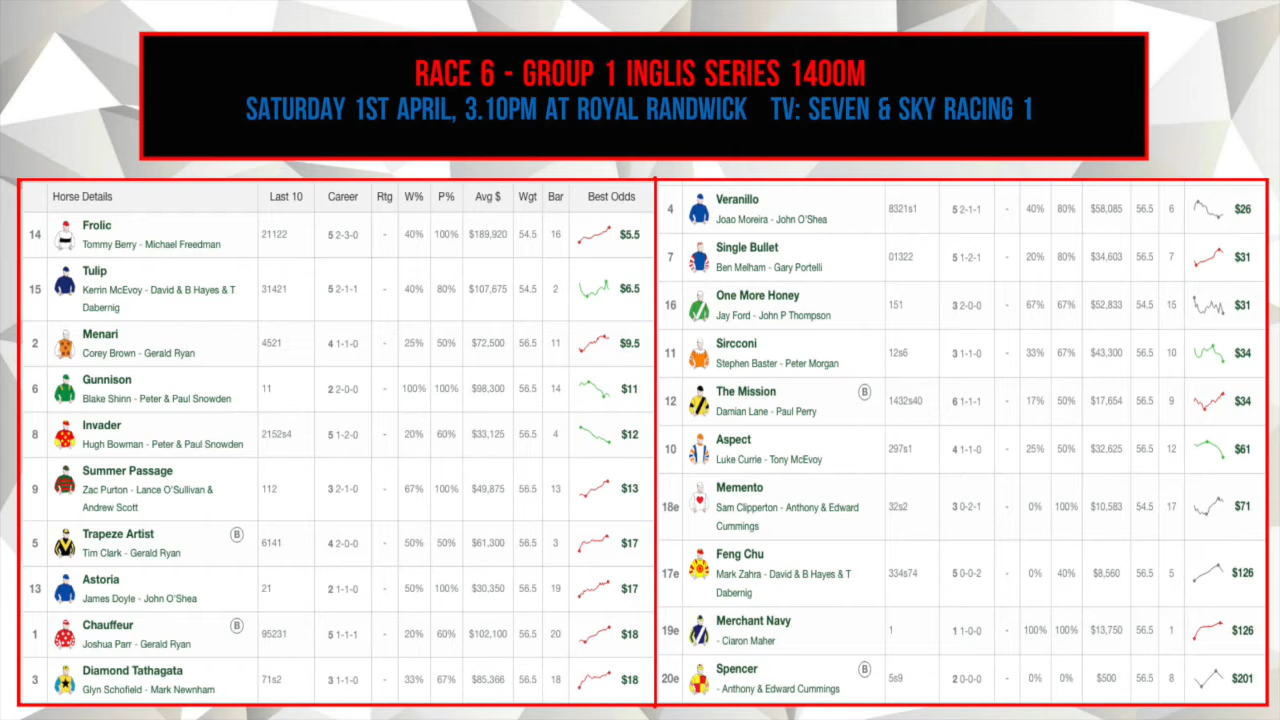 RACE 6 - GROUP 1 INGLIS SERIES 1400M
SATURDAY 1ST APRIL, 3.10PM AT ROYAL RANDWICK TV: SEVEN & SKY RACING 1
Horse Details Last 10 Career Rtg W% P% Avg $ Wgt Bar Best Odds
Frolic
14 21122 5 2-3-0 - 40% 100% $189,920 54.5 16 $5.5
Tommy Berry - Michael Freedman
Tulip
15 Kerrin McEvoy - David & B Hayes & T 31421 5 2-1-1 - 40% 80% $107,675 54.5 2 $6.5
Dabernig
Menari
2 4521 4 1-1-0 - 25% 50% $72,500 56.5 11 $9.5
Corey Brown - Gerald Ryan
Gunnison
6 11 2 2-0-0 - 100% 100% $98,300 56.5 14 $11
Blake Shinn - Peter & Paul Snowden
Invader
8 2152s4 5 1-2-0 - 20% 60% $33,125 56.5 4 $12
Hugh Bowman - Peter & Paul Snowden
Summer Passage
9 Zac Purton - Lance O'Sullivan & 112 3 2-1-0 - 67% 100% $49,875 56.5 13 $13
Andrew Scott
Trapeze Artist B
5 6141 4 2-0-0 - 50% 50% $61,300 56.5 3 $17
Tim Clark - Gerald Ryan
Astoria
13 21 2 1-1-0 - 50% 100% $30,350 56.5 19 $17
James Doyle - John O'Shea
Chauffeur B
1 95231 5 1-1-1 - 20% 60% $102,100 56.5 20 $18
Joshua Parr - Gerald Ryan
Diamond Tathagata
3 71s2 3 1-1-0 - 33% 67% $85,366 56.5 18 $18
Glyn Schofield - Mark Newnham
Veranillo
4 8321s1 5 2-1-1 - 40% 80% $58,085 56.5 6 $26
Joao Moreira - John O'Shea
Single Bullet
7 01322 5 1-2-1 - 20% 80% $34,603 56.5 7 $31
Ben Melham - Gary Portelli
One More Honey
16 151 3 2-0-0 - 67% 67% $52,833 54.5 15 $31
Jay Ford - John P Thompson
Sircconi
11 12s6 3 1-1-0 - 33% 67% $43,300 56.5 10 $34
Stephen Baster - Peter Morgan
The Mission B
12 1432s40 6 1-1-1 - 17% 50% $17,654 56.5 9 $34
Damian Lane - Paul Perry
Aspect
10 297s1 4 1-1-0 - 25% 50% $32,625 56.5 12 $61
Luke Currie - Tony McEvoy
Memento
18e Sam Clipperton - Anthony & Edward 32s2 3 0-2-1 - 0% 100% $10,583 54.5 17 $71
Cummings
Feng Chu
17e Mark Zahra - David & B Hayes & T 334s74 5 0-0-2 - 0% 40% $8,560 56.5 5 $126
Dabernig
Merchant Navy
19e 1 1 1-0-0 - 100% 100% $13,750 56.5 1 $126
- Ciaron Maher
Spencer B
20e 5s9 2 0-0-0 - 0% 0% $500 56.5 8 $201
- Anthony & Edward Cummings